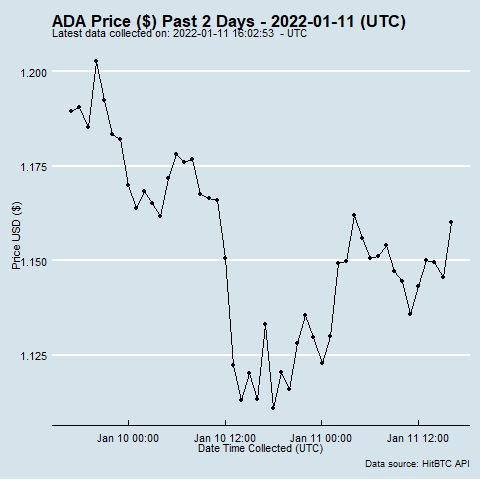 ADA Price ($) Past 2 Days - 2022-01-11 (UTC)
Latest data collected on: 2022-01-11 16:02:53  - UTC
1.200
1.175
1.150
1.125
Price USD ($)
Jan 10 00:00 Jan 10 12:00 Jan 11 00:00 Jan 11 12:00
Date Time Collected (UTC)
Data source: HitBTC API